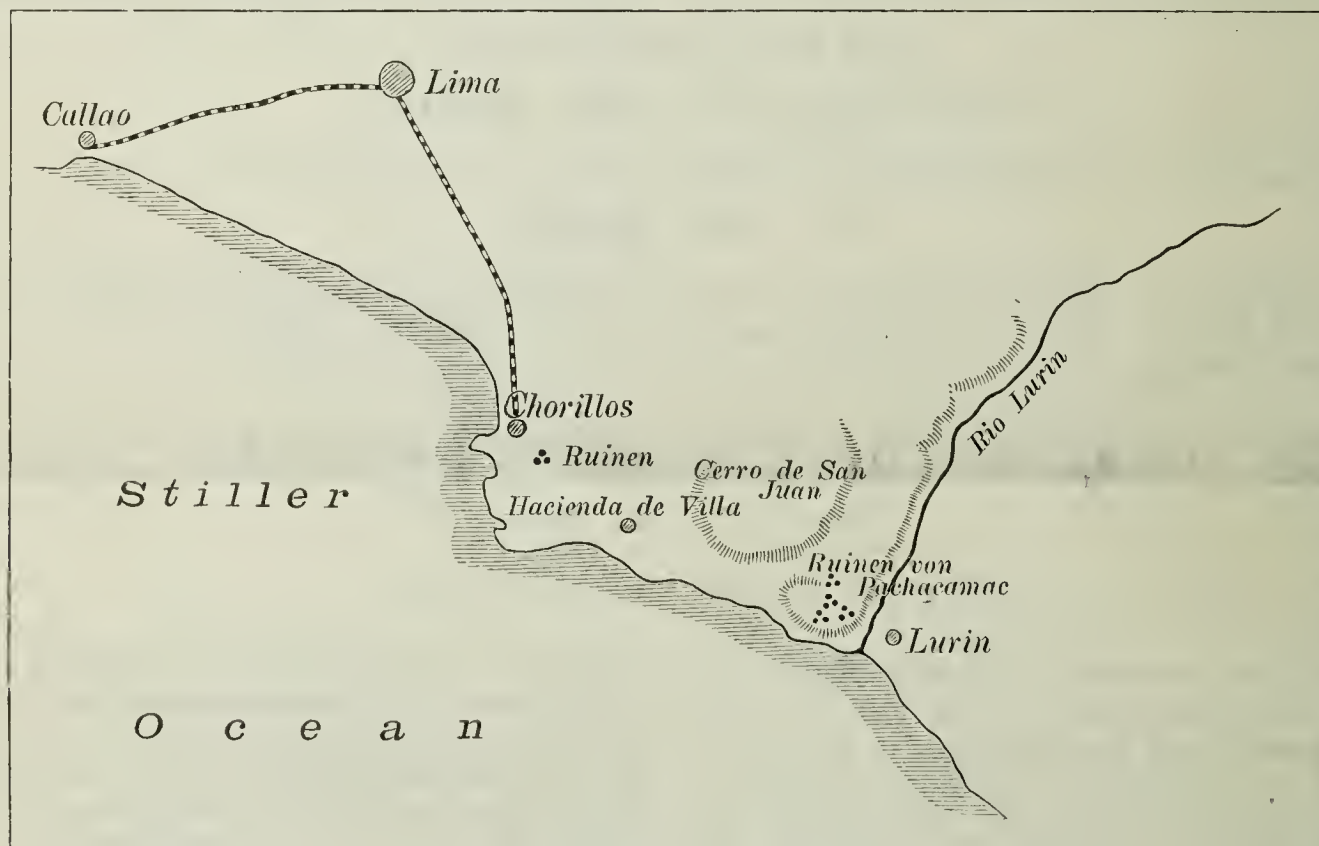 Lima
Callao
Chorillos
Ruinen
Cerro de San
Juan
Hacienda de Villa
Rio Lurin
Stiller
Ruinen von
Pachacamac
Lurin
Ocean